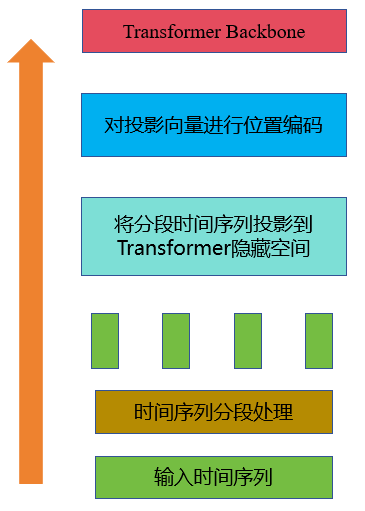 Transformer Backbone
对投影向量进行位置编码
将分段时间序列投影到
Transformer隐藏空间
时间序列分段处理
输入时间序列